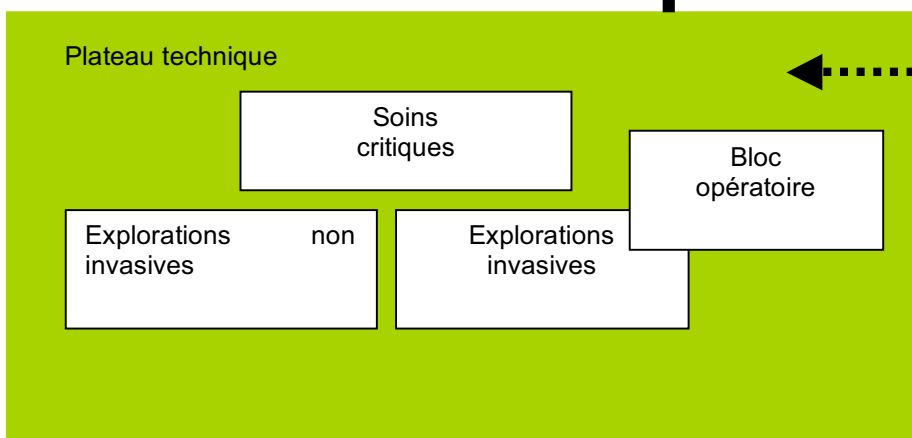 Plateau technique
Soins
critiques
Bloc
opératoire
Explorations non
invasives
Explorations
invasives